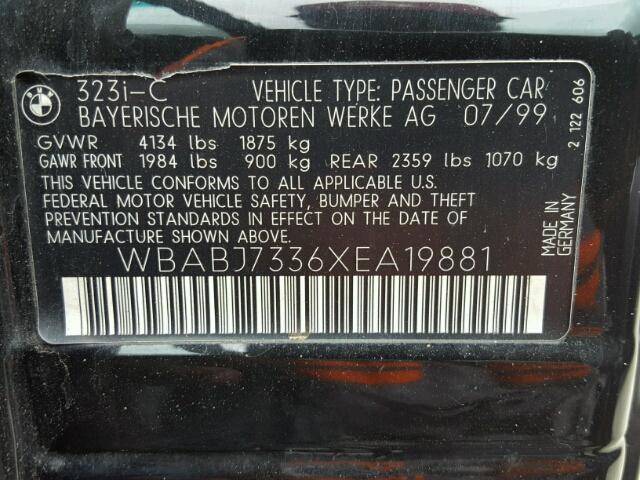 BMW
323i-C VEHICLE TYPE: PASSENGER CAR
BAYERISCHE MOTOREN WERKE AG 07/99
GVWR 4134 lbs 1875 kg
GAWR FRONT 1984 lbs 900 kg REAR 2359 lbs 1070 kg
THIS VEHICLE CONFORMS TO ALL APPLICABLE U.S.
FEDERAL MOTOR VEHICLE SAFETY, BUMPER AND THEFT
PREVENTION STANDARDS IN EFFECT ON THE DATE OF
MANUFACTURE SHOWN ABOVE.
WBABJ7336XEA19881
2 122 606
MADE IN
GERMANY